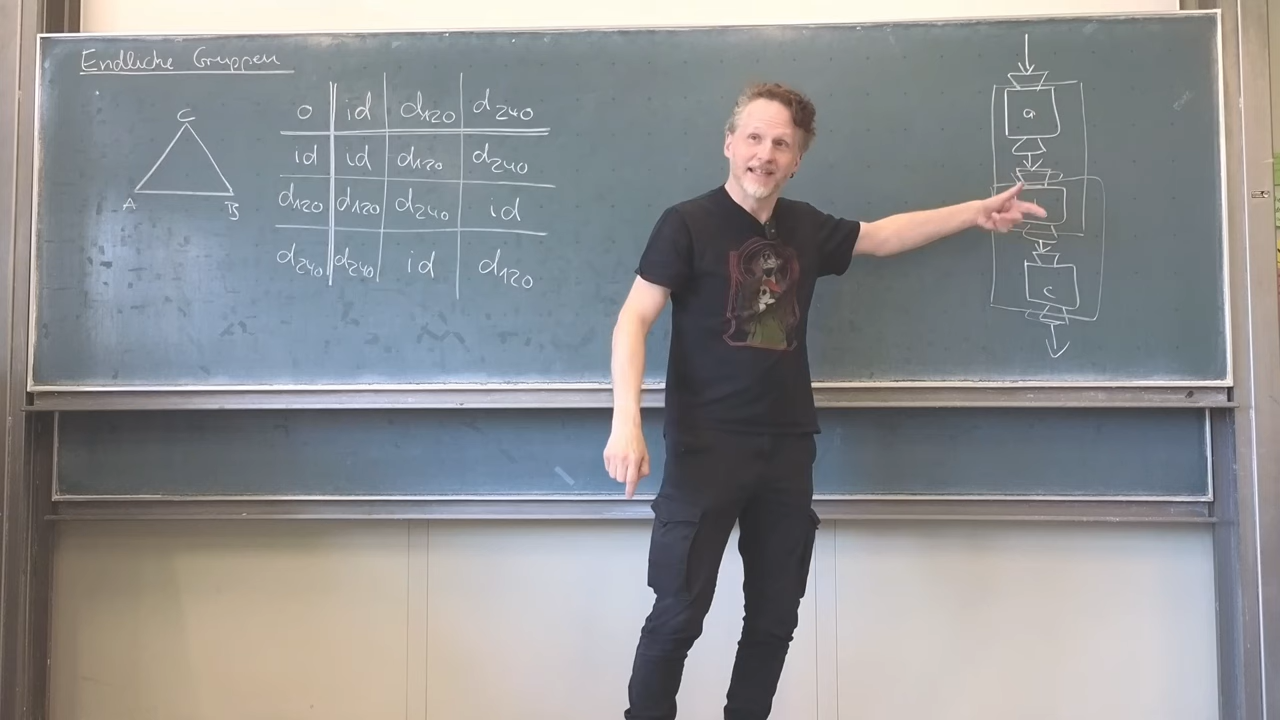 Endliche Gruppen
C
A B
∘ id d120 d240
id id d120 d240
d120 d120 d240 id
d240 d240 id d120
a
c